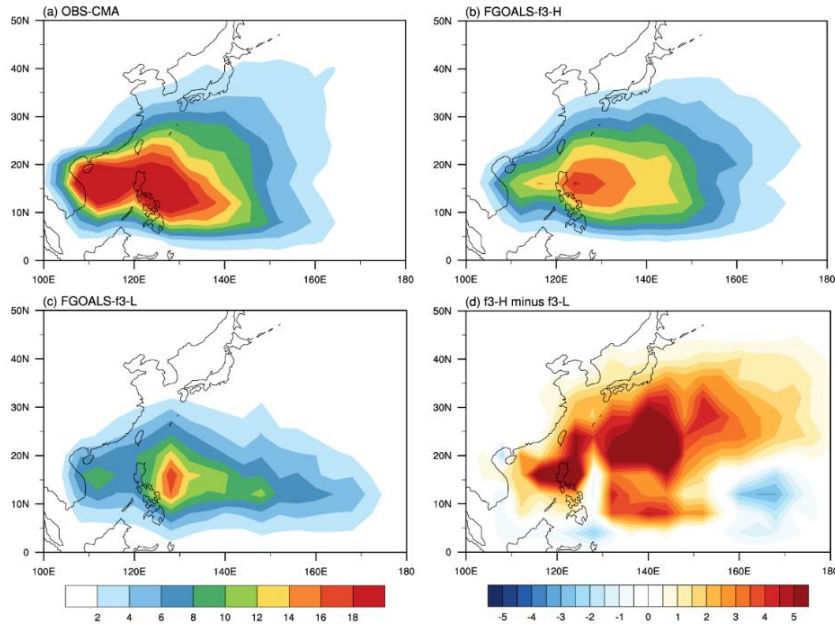 (a) OBS-CMA
50N
40N
30N
20N
10N
0
100E 120E 140E 160E 180
(b) FGOALS-f3-H
50N
40N
30N
20N
10N
0
100E 120E 140E 160E 180
(c) FGOALS-f3-L
50N
40N
30N
20N
10N
0
100E 120E 140E 160E 180
(d) f3-H minus f3-L
50N
40N
30N
20N
10N
0
100E 120E 140E 160E 180
2 4 6 8 10 12 14 16 18
-5 -4 -3 -2 -1 0 1 2 3 4 5